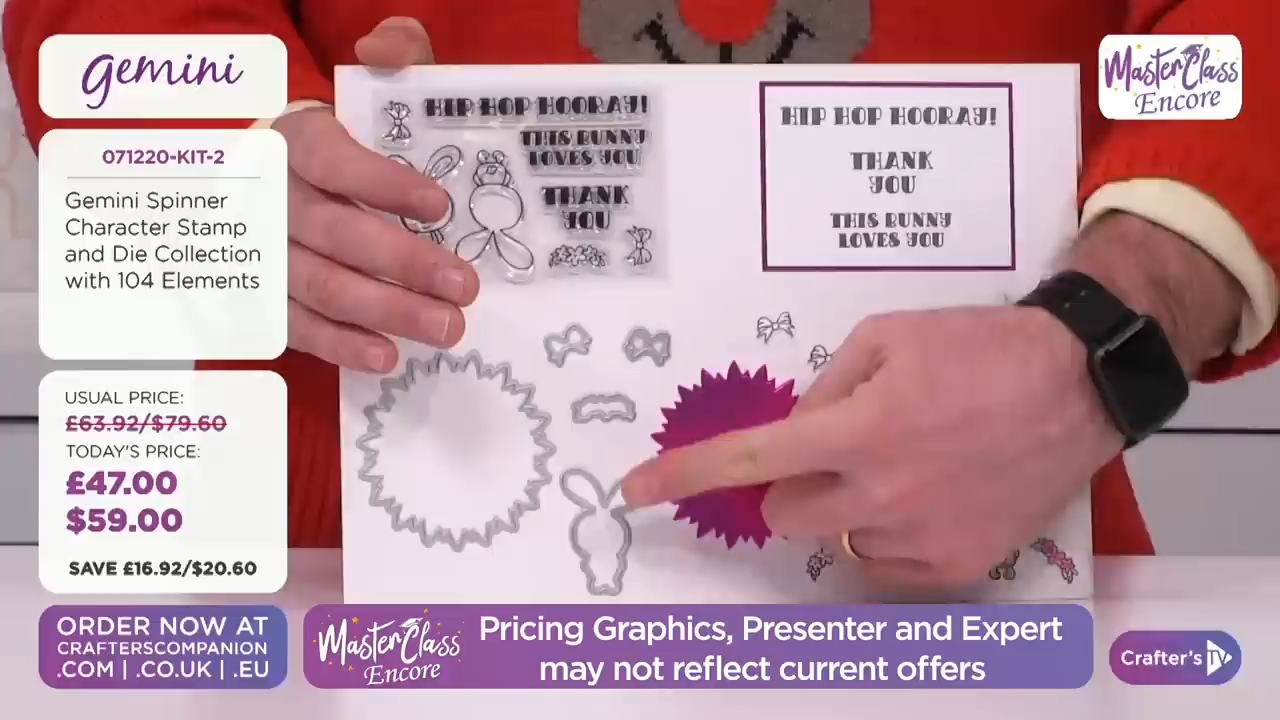 gemini
071220-KIT-2
Gemini Spinner
Character Stamp
and Die Collection
with 104 Elements
USUAL PRICE:
£63.92/$79.60
TODAY'S PRICE:
£47.00
$59.00
SAVE £16.92/$20.60
ORDER NOW AT
CRAFTERSCOMPANION
.COM | .CO.UK | .EU
HIP HOP HOORAY!
THIS BUNNY
LOVES YOU
THANK
YOU
HIP HOP HOORAY!
THANK
YOU
THIS BUNNY
LOVES YOU
MasterClass
Encore
MasterClass
Encore
Pricing Graphics, Presenter and Expert
may not reflect current offers
Crafter's TV